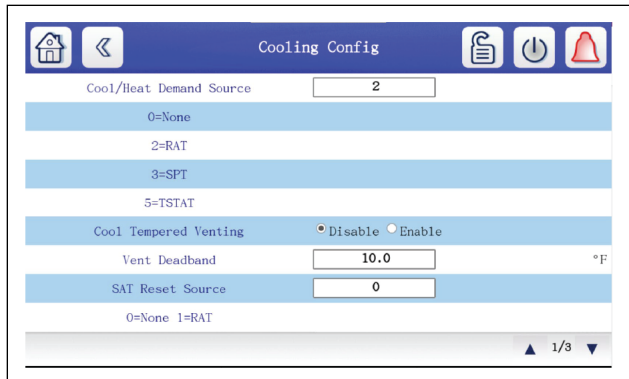 Cooling Config
Cool/Heat Demand Source 2
0=None
2=RAT
3=SPT
5=TSTAT
Cool Tempered Venting Disable Enable
Vent Deadband 10.0 °F
SAT Reset Source 0
0=None 1=RAT
1/3